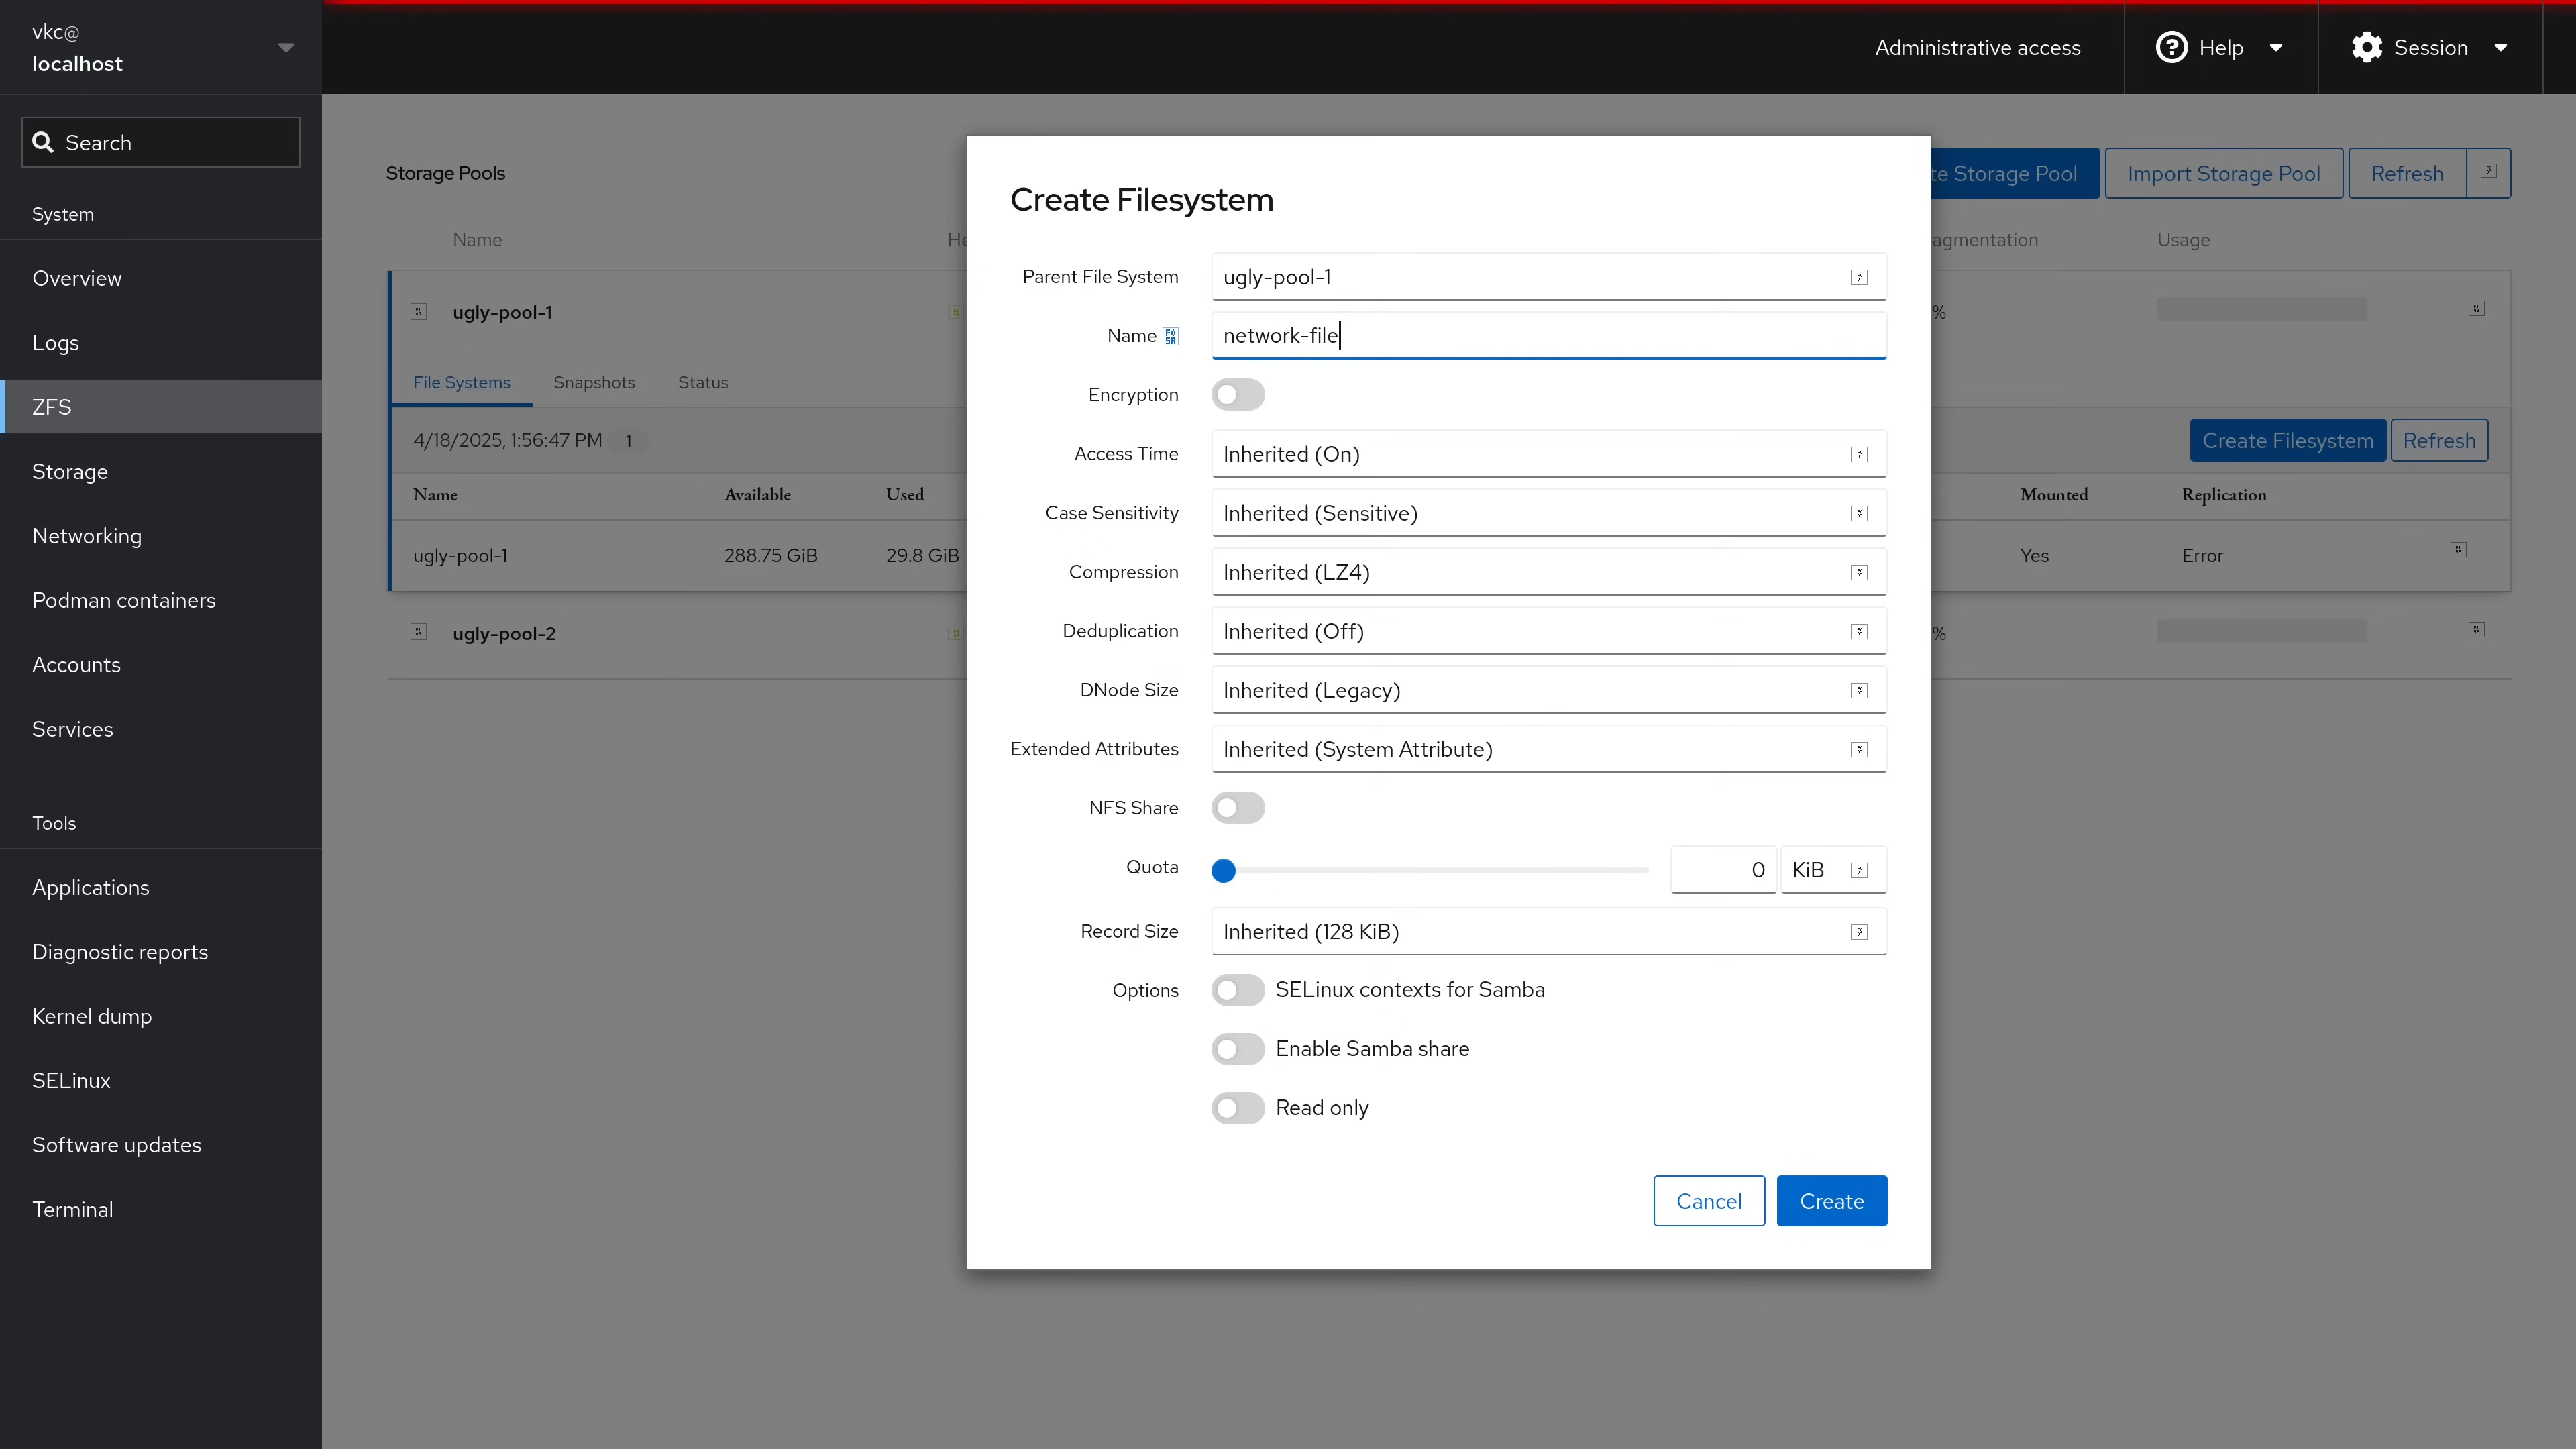 vkc@
localhost
Administrative access
Help
Session
Search
System
Overview
Logs
ZFS
Storage
Networking
Podman containers
Accounts
Services
Tools
Applications
Diagnostic reports
Kernel dump
SELinux
Software updates
Terminal
Storage Pools
te Storage Pool
Import Storage Pool
Refresh
Name
He
agmentation
Usage
ugly-pool-1
%
File Systems
Snapshots
Status
4/18/2025, 1:56:47 PM 1
Create Filesystem
Refresh
Name Available Used Mounted Replication
ugly-pool-1 288.75 GiB 29.8 GiB Yes Error
ugly-pool-2
%
Create Filesystem
Parent File System ugly-pool-1
Name network-file
Encryption
Access Time Inherited (On)
Case Sensitivity Inherited (Sensitive)
Compression Inherited (LZ4)
Deduplication Inherited (Off)
DNode Size Inherited (Legacy)
Extended Attributes Inherited (System Attribute)
NFS Share
Quota 0 KiB
Record Size Inherited (128 KiB)
Options SELinux contexts for Samba
Enable Samba share
Read only
Cancel
Create